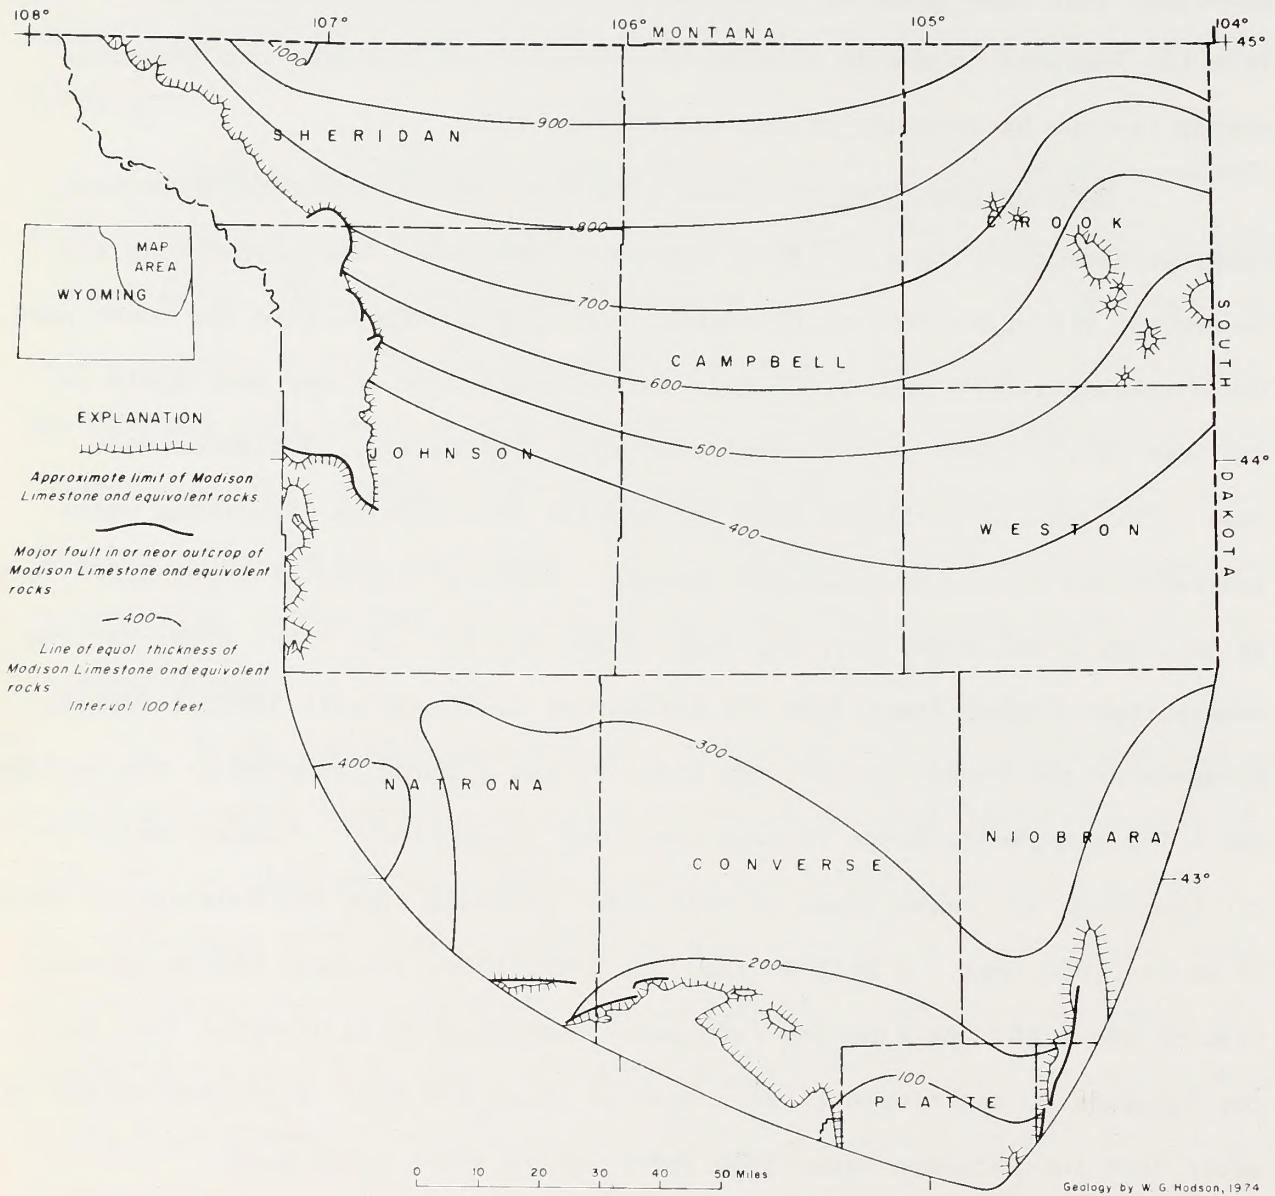 108°
107°
106°
105°
104°
MONTANA
45°
1000
900
SHERIDAN
800
CROOK
MAP
AREA
WYOMING
700
SOUTH DAKOTA
CAMPBELL
600
EXPLANATION
Approximate limit of Madison
Limestone and equivalent rocks
JOHNSON
500
44°
400
WESTON
Major fault in or near outcrop of
Madison Limestone and equivalent
rocks
400
Line of equal thickness of
Madison Limestone and equivalent
rocks
Interval 100 feet
300
400
NATRONA
NIOBRARA
CONVERSE
43°
200
100
PLATTE
0 10 20 30 40 50 Miles
Geology by W G Hodson, 1974